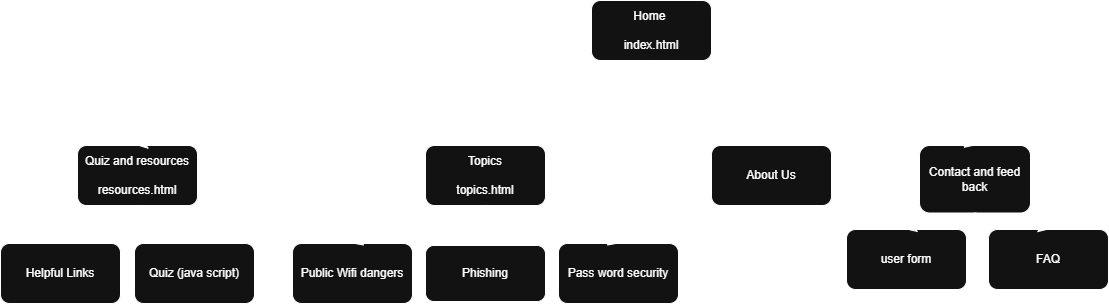 Home
index.html
Quiz and resources
resources.html
Topics
topics.html
About Us
Contact and feed
back
Helpful Links
Quiz (java script)
Public Wifi dangers
Phishing
Pass word security
user form
FAQ